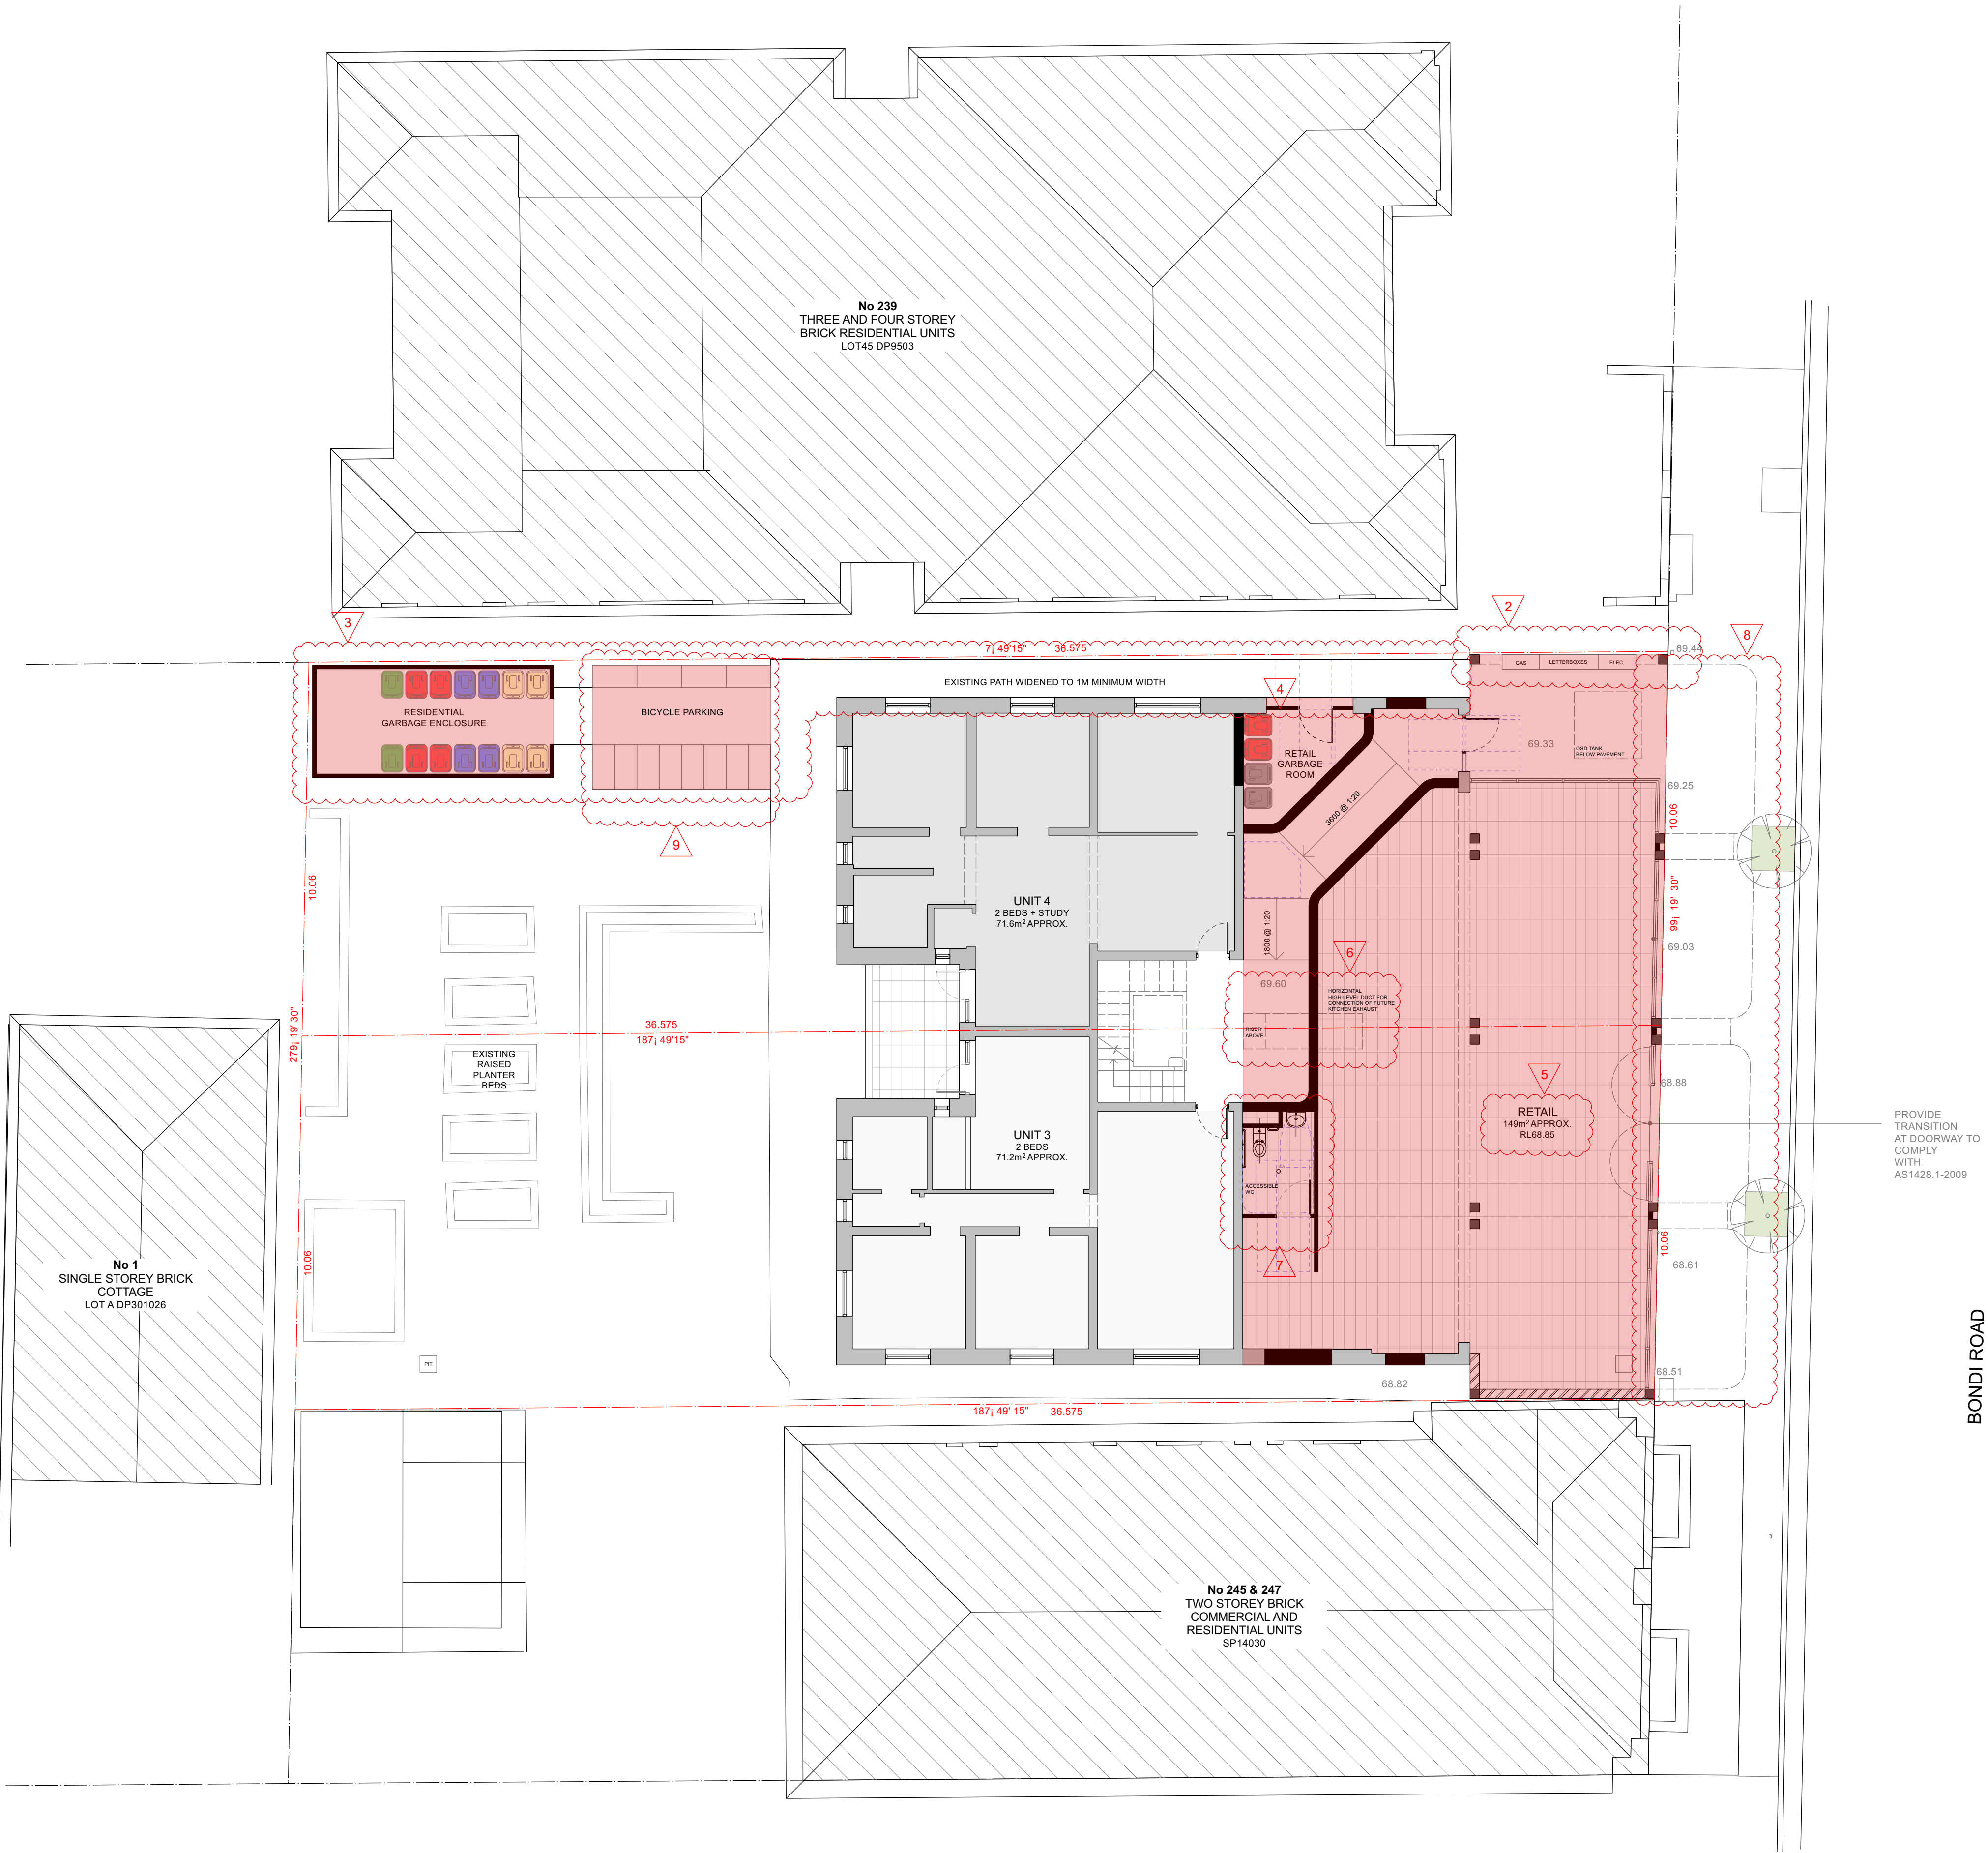 No 239
THREE AND FOUR STOREY
BRICK RESIDENTIAL UNITS
LOT45 DP9503
3
2
8
7¡ 49'15" 36.575
69.44
GAS
LETTERBOXES
ELEC.
EXISTING PATH WIDENED TO 1M MINIMUM WIDTH
4
RESIDENTIAL
GARBAGE ENCLOSURE
BICYCLE PARKING
RETAIL
GARBAGE
ROOM
69.33
OSD TANK
BELOW PAVEMENT
69.25
3600 @ 1:20
10.06
9
10.06
UNIT 4
2 BEDS + STUDY
71.6m² APPROX.
99¡ 19' 30"
1800 @ 1:20
69.03
6
69.60
HORIZONTAL
HIGH-LEVEL DUCT FOR
CONNECTION OF FUTURE
KITCHEN EXHAUST
RISER
ABOVE
279¡ 19' 30"
36.575
187¡ 49'15"
EXISTING
RAISED
PLANTER
BEDS
5
68.88
RETAIL
149m² APPROX.
RL68.85
PROVIDE
TRANSITION
AT DOORWAY TO
COMPLY
WITH
AS1428.1-2009
UNIT 3
2 BEDS
71.2m² APPROX.
ACCESSIBLE
WC
7
10.06
10.06
68.61
No 1
SINGLE STOREY BRICK
COTTAGE
LOT A DP301026
PIT
68.82
68.51
BONDI ROAD
187¡ 49' 15" 36.575
No 245 & 247
TWO STOREY BRICK
COMMERCIAL AND
RESIDENTIAL UNITS
SP14030